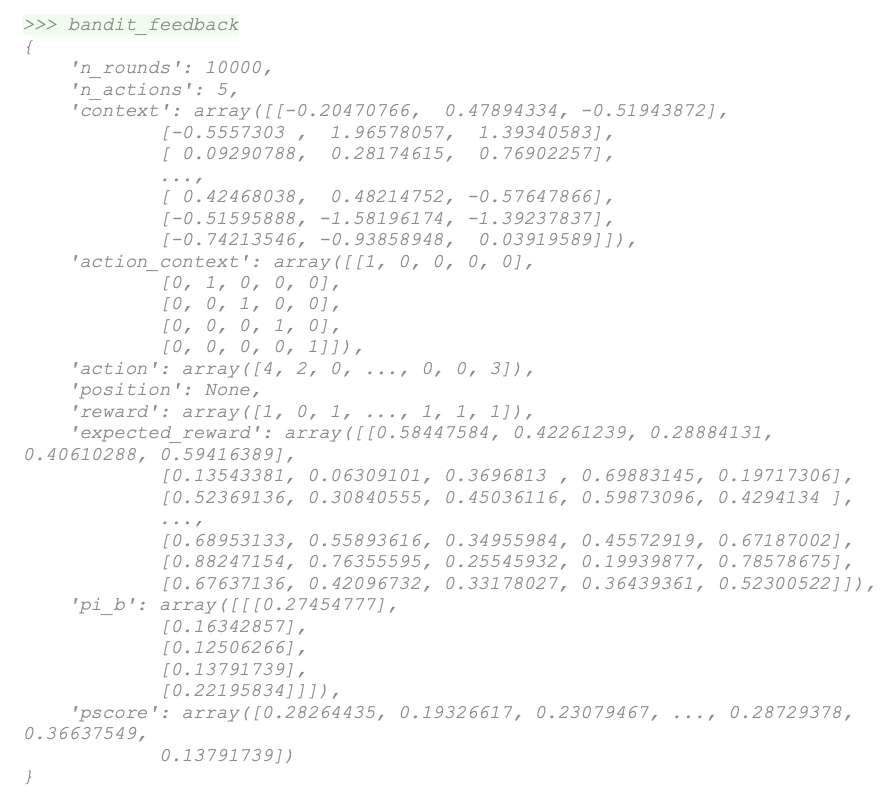 >>> bandit_feedback
{
    'n_rounds': 10000,
    'n_actions': 5,
    'context': array([[-0.20470766,  0.47894334, -0.51943872],
            [-0.5557303 ,  1.96578057,  1.39340583],
            [ 0.09290788,  0.28174615,  0.76902257],
            ...,
            [ 0.42468038,  0.48214752, -0.57647866],
            [-0.51595888, -1.58196174, -1.39237837],
            [-0.74213546, -0.93858948,  0.03919589]]),
    'action_context': array([[1, 0, 0, 0, 0],
            [0, 1, 0, 0, 0],
            [0, 0, 1, 0, 0],
            [0, 0, 0, 1, 0],
            [0, 0, 0, 0, 1]]),
    'action': array([4, 2, 0, ..., 0, 0, 3]),
    'position': None,
    'reward': array([1, 0, 1, ..., 1, 1, 1]),
    'expected_reward': array([[0.58447584, 0.42261239, 0.28884131,
0.40610288, 0.59416389],
            [0.13543381, 0.06309101, 0.3696813 , 0.69883145, 0.19717306],
            [0.52369136, 0.30840555, 0.45036116, 0.59873096, 0.4294134 ],
            ...,
            [0.68953133, 0.55893616, 0.34955984, 0.45572919, 0.67187002],
            [0.88247154, 0.76355595, 0.25545932, 0.19939877, 0.78578675],
            [0.67637136, 0.42096732, 0.33178027, 0.36439361, 0.52300522]]),
    'pi_b': array([[[0.27454777],
            [0.16342857],
            [0.12506266],
            [0.13791739],
            [0.22195834]]]),
    'pscore': array([0.28264435, 0.19326617, 0.23079467, ..., 0.28729378,
0.36637549,
            0.13791739])
}